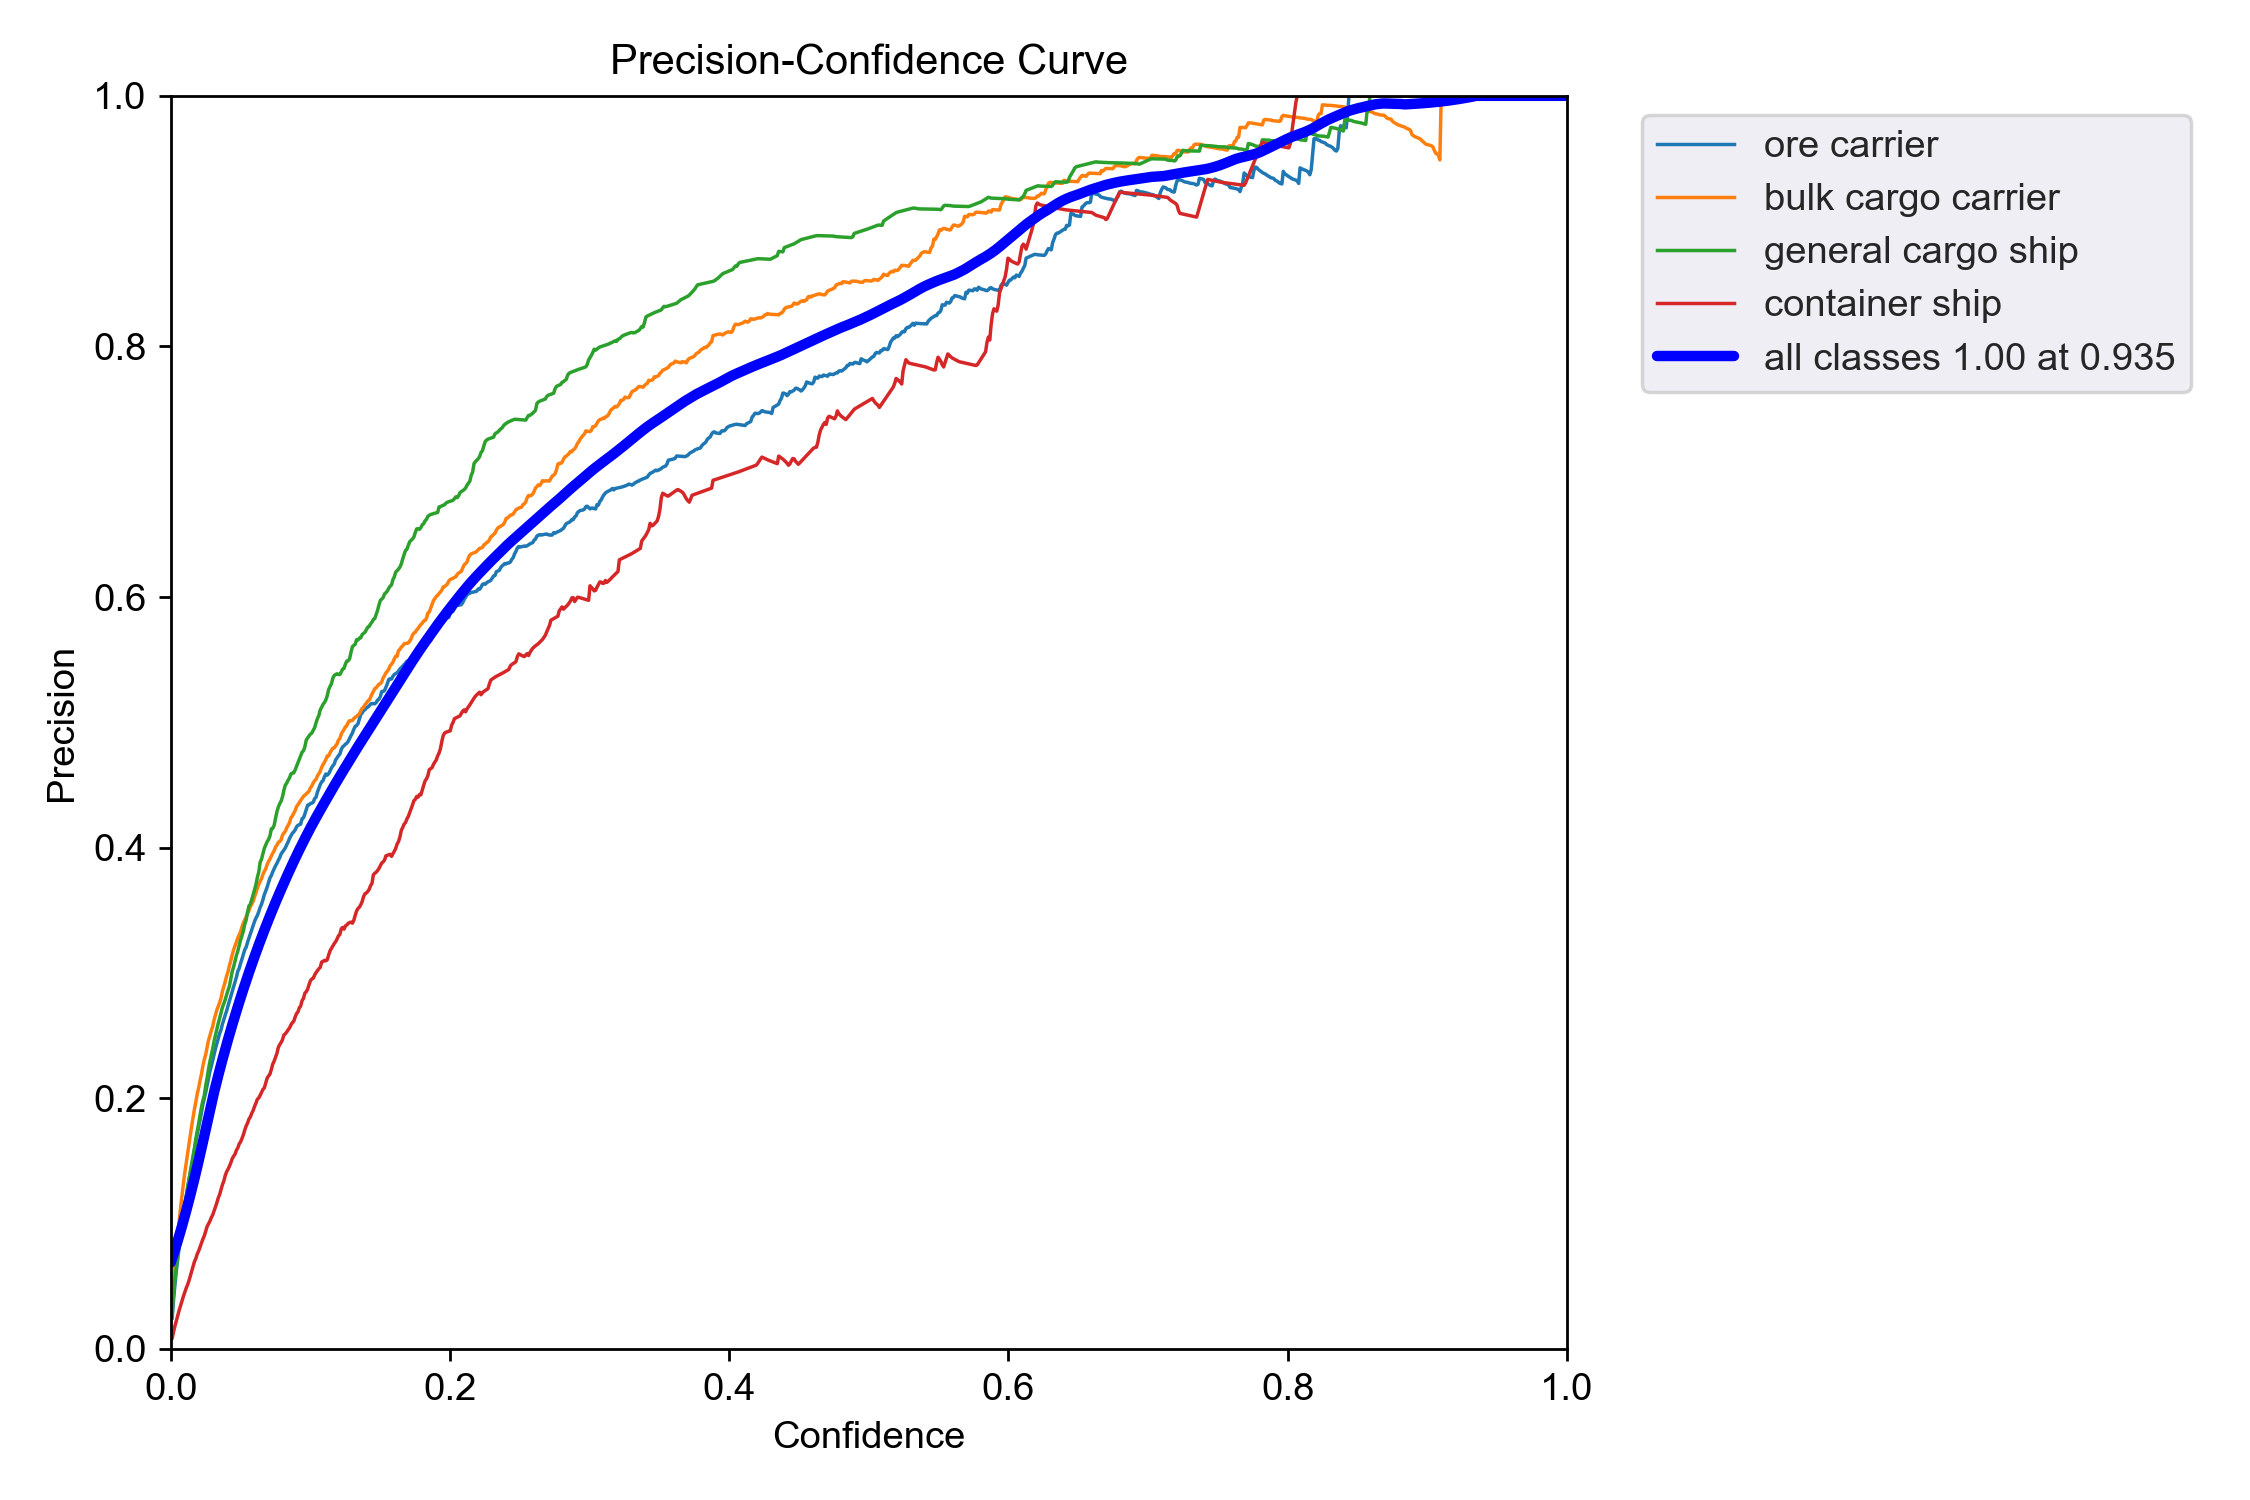 Precision-Confidence Curve
1.0
0.8
0.6
0.4
0.2
0.0
Precision
0.0 0.2 0.4 0.6 0.8 1.0
Confidence
ore carrier
bulk cargo carrier
general cargo ship
container ship
all classes 1.00 at 0.935